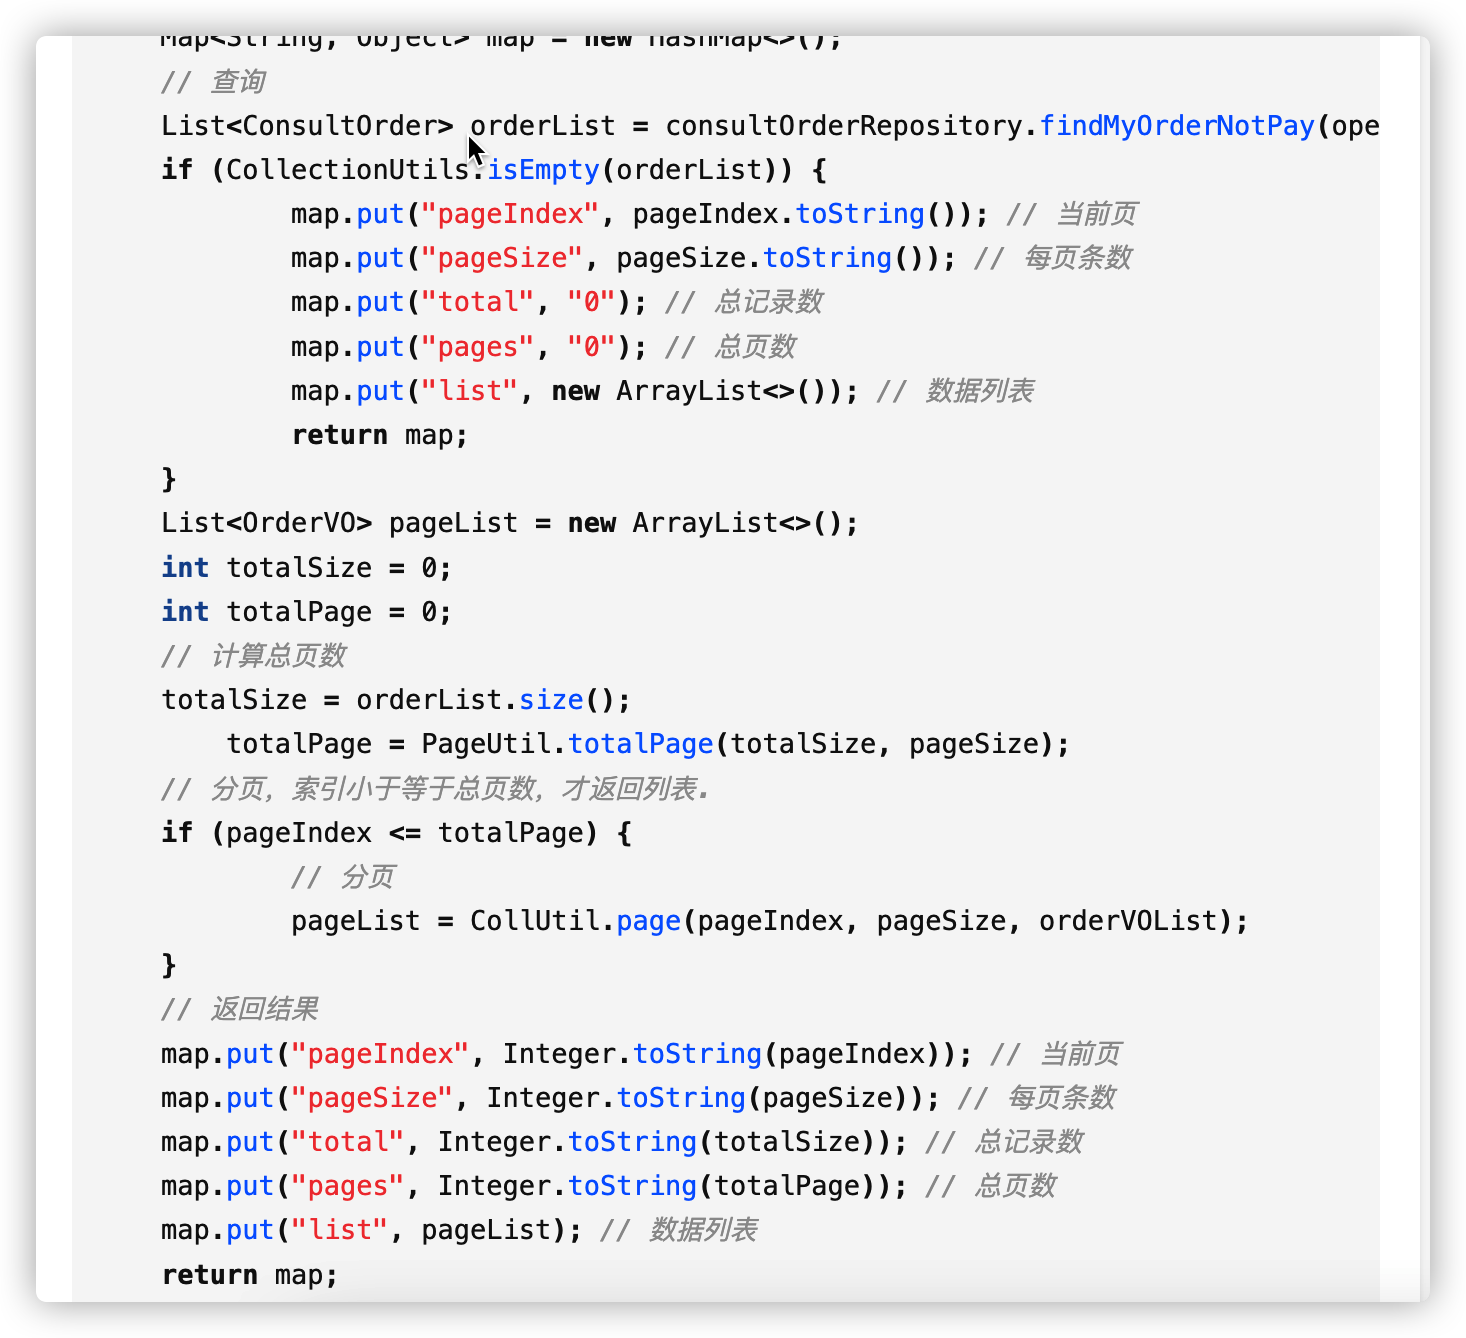 Map<String, Object> map = new HashMap<>();
// 查询
List<ConsultOrder> orderList = consultOrderRepository.findMyOrderNotPay(ope
if (CollectionUtils.isEmpty(orderList)) {
map.put("pageIndex", pageIndex.toString()); // 当前页
map.put("pageSize", pageSize.toString()); // 每页条数
map.put("total", "0"); // 总记录数
map.put("pages", "0"); // 总页数
map.put("list", new ArrayList<>()); // 数据列表
return map;
}
List<OrderVO> pageList = new ArrayList<>();
int totalSize = 0;
int totalPage = 0;
// 计算总页数
totalSize = orderList.size();
totalPage = PageUtil.totalPage(totalSize, pageSize);
// 分页，索引小于等于总页数，才返回列表.
if (pageIndex <= totalPage) {
// 分页
pageList = CollUtil.page(pageIndex, pageSize, orderVOList);
}
// 返回结果
map.put("pageIndex", Integer.toString(pageIndex)); // 当前页
map.put("pageSize", Integer.toString(pageSize)); // 每页条数
map.put("total", Integer.toString(totalSize)); // 总记录数
map.put("pages", Integer.toString(totalPage)); // 总页数
map.put("list", pageList); // 数据列表
return map;